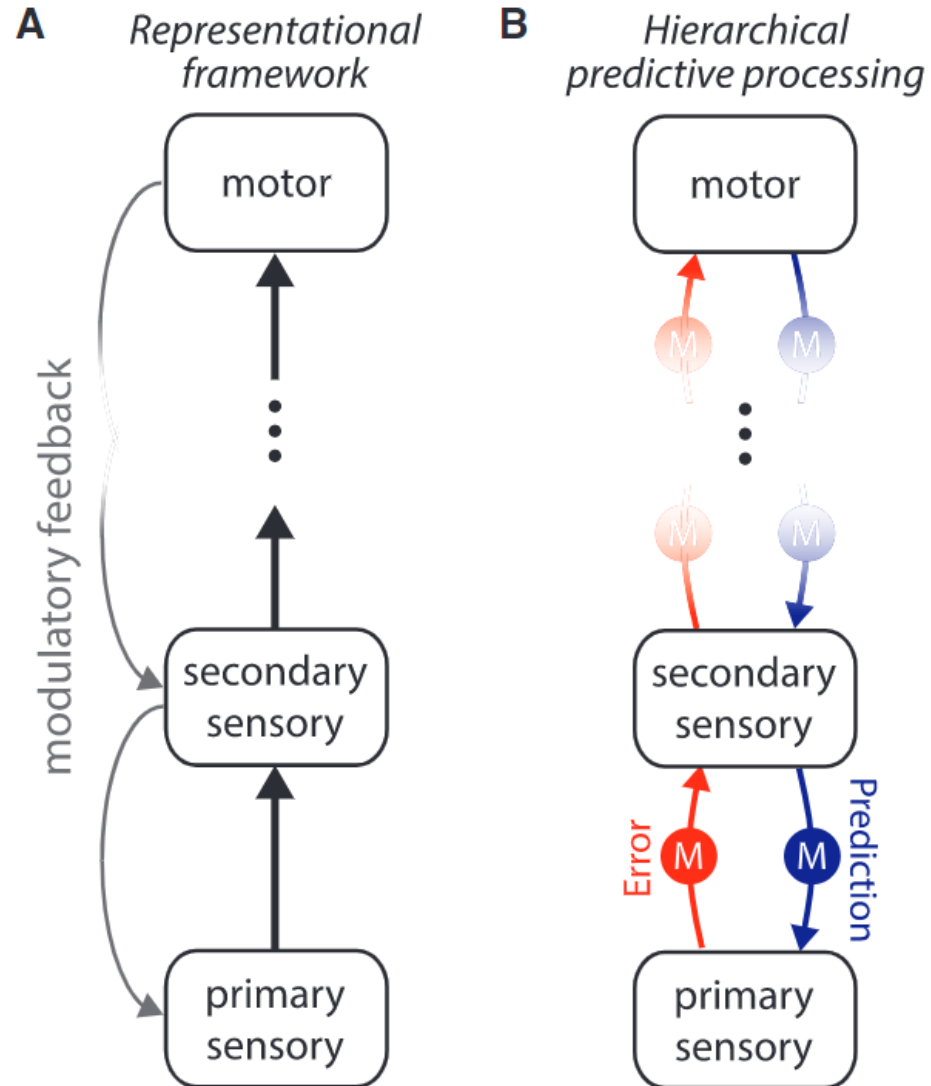 A
Representational
framework
motor
modulatory feedback
secondary
sensory
primary
sensory
B
Hierarchical
predictive processing
motor
M
M
M
M
secondary
sensory
Error
M
M
Prediction
primary
sensory